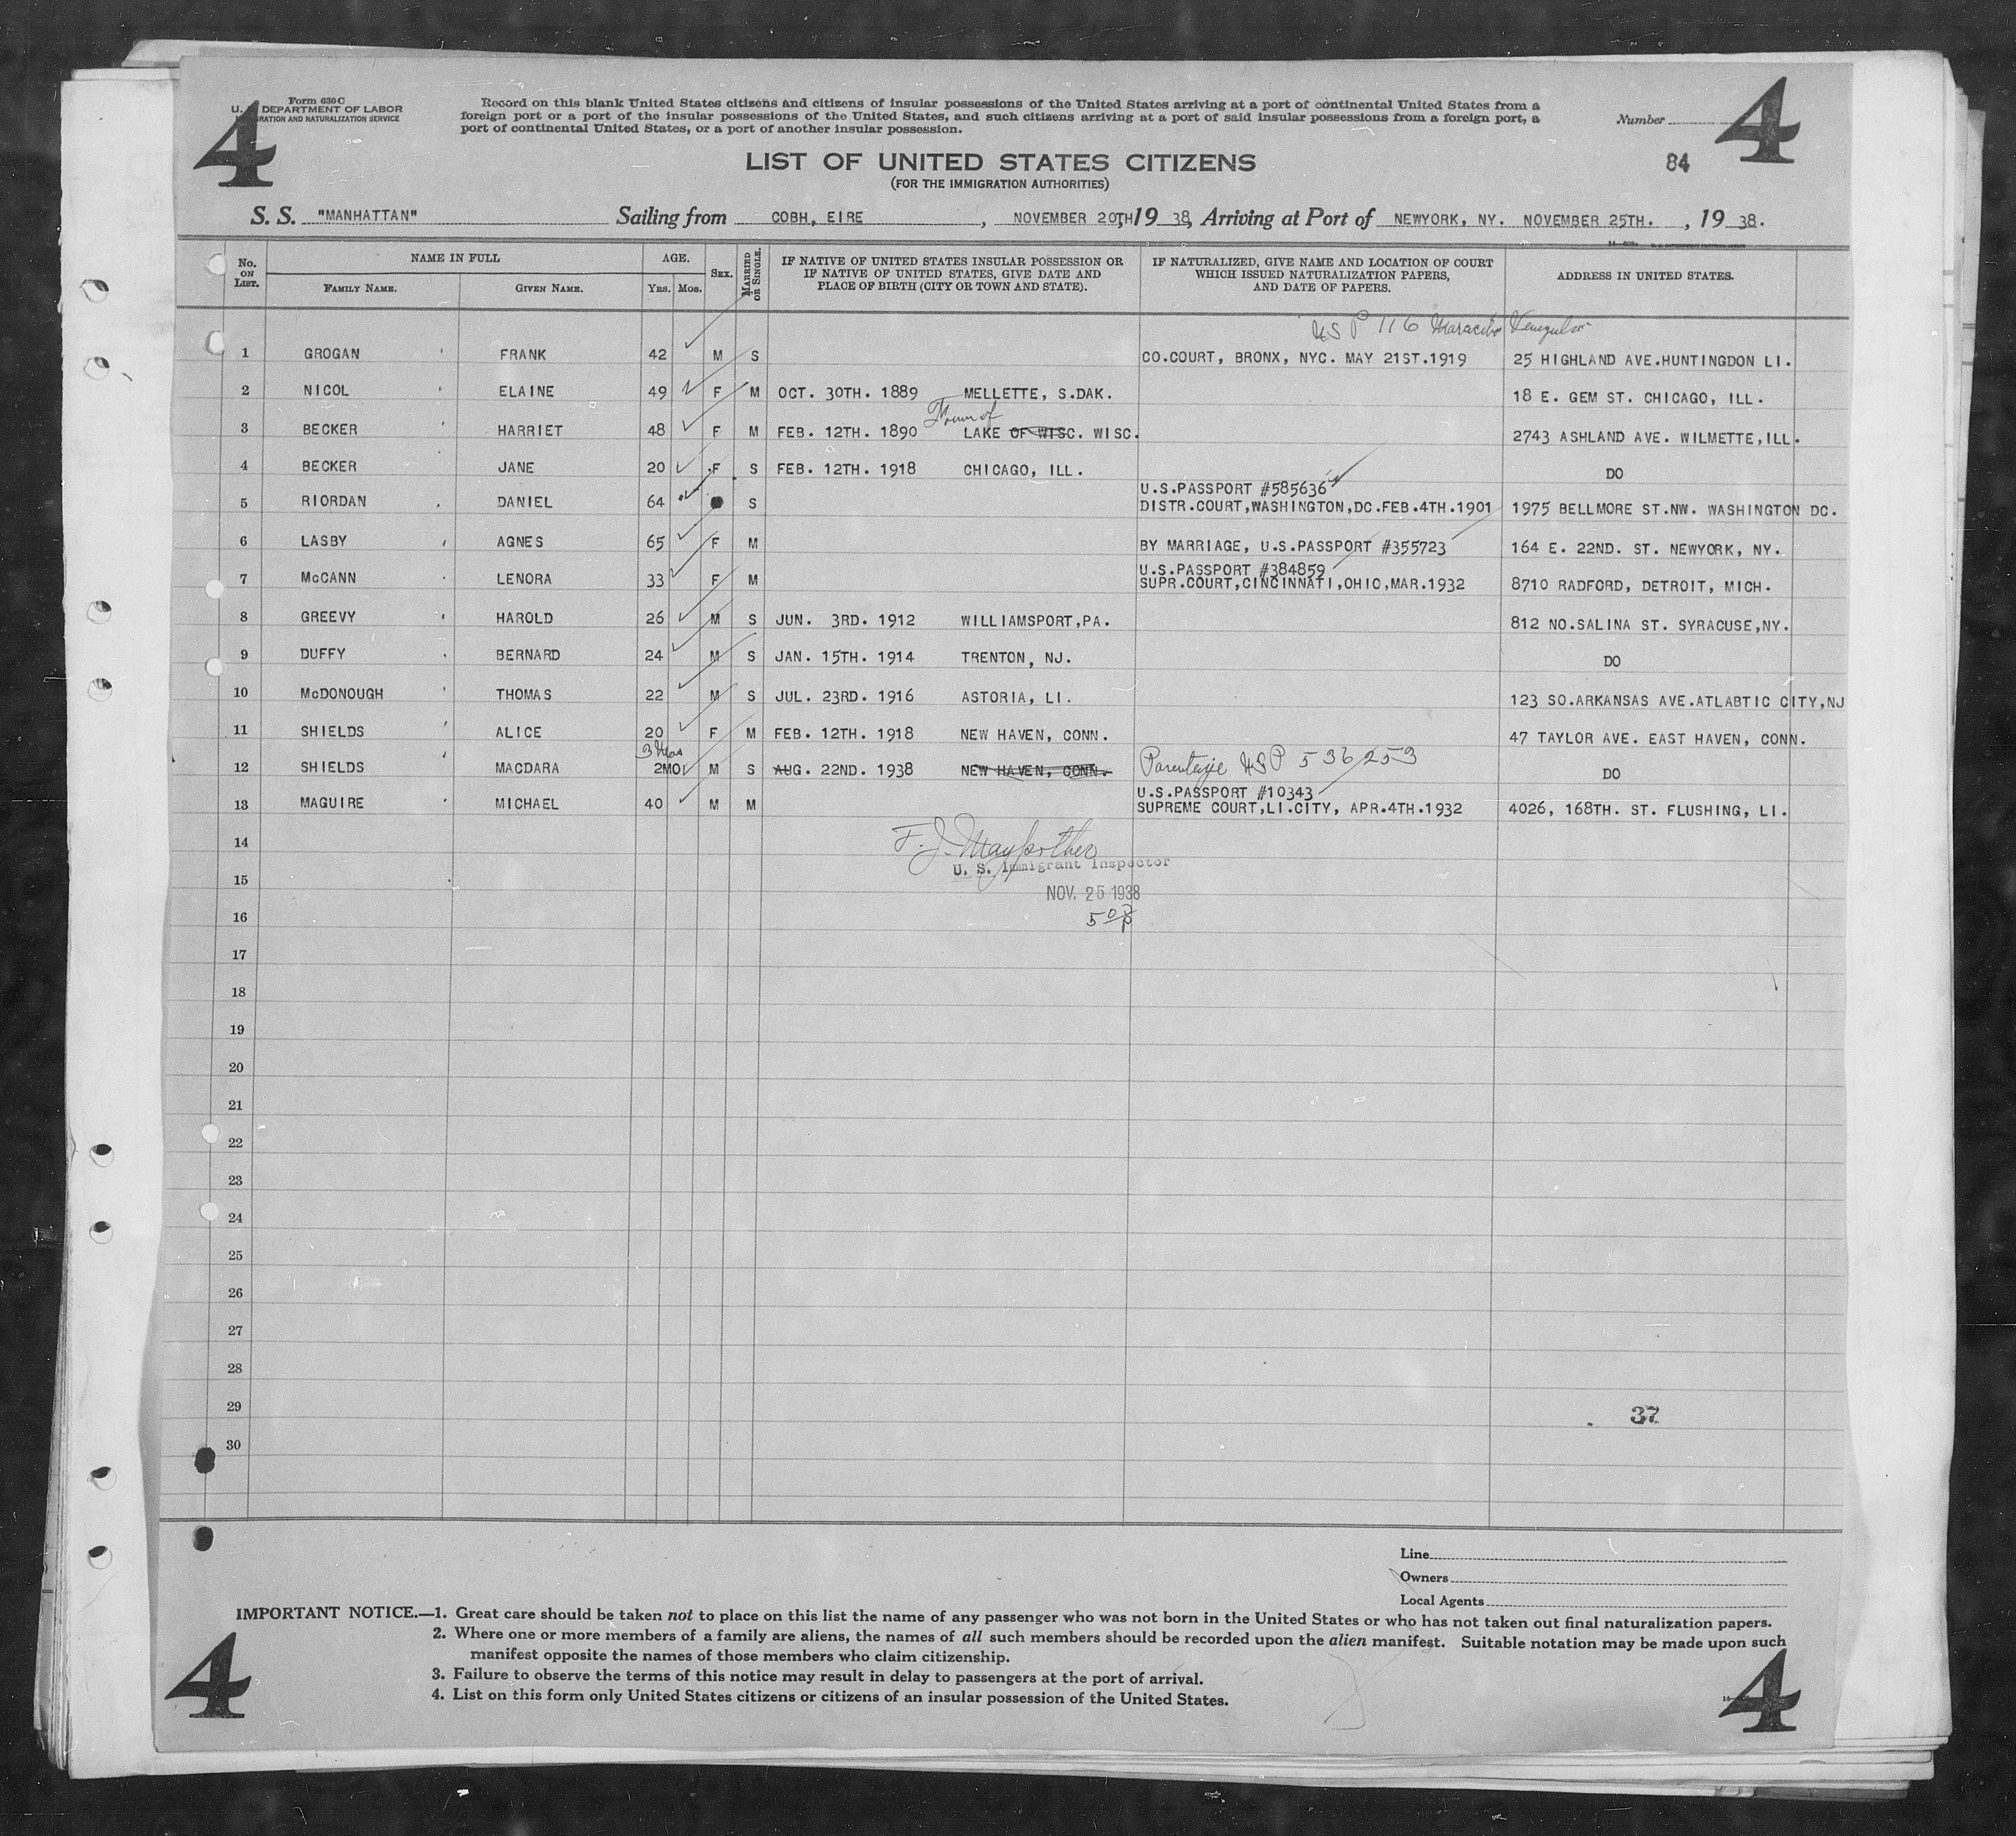 4
4
Form 630 C
U. S. DEPARTMENT OF LABOR
IMMIGRATION AND NATURALIZATION SERVICE
Record on this blank United States citizens and citizens of insular possessions of the United States arriving at a port of continental United States from a
foreign port or a port of the insular possessions of the United States, and such citizens arriving at a port of said insular possessions from a foreign port, a
port of continental United States, or a port of another insular possession.
Number
LIST OF UNITED STATES CITIZENS
84
(FOR THE IMMIGRATION AUTHORITIES)
S. S. "MANHATTAN" Sailing from COBH, EIRE , NOVEMBER 20TH, 19 38, Arriving at Port of NEWYORK, NY. NOVEMBER 25TH. , 19 38.
No. ON LIST. NAME IN FULL AGE. SEX. MARRIED OR SINGLE. IF NATIVE OF UNITED STATES INSULAR POSSESSION OR IF NATIVE OF UNITED STATES, GIVE DATE AND PLACE OF BIRTH (CITY OR TOWN AND STATE). IF NATURALIZED, GIVE NAME AND LOCATION OF COURT WHICH ISSUED NATURALIZATION PAPERS, AND DATE OF PAPERS. ADDRESS IN UNITED STATES.
FAMILY NAME. GIVEN NAME. YRS. MOS.
USP 116 Maracaibo
1 GROGAN FRANK 42 M S CO.COURT, BRONX, NYC. MAY 21ST.1919 25 HIGHLAND AVE.HUNTINGDON LI.
2 NICOL ELAINE 49 F M OCT. 30TH. 1889 MELLETTE, S.DAK. 18 E. GEM ST. CHICAGO, ILL.
Town of
3 BECKER HARRIET 48 F M FEB. 12TH. 1890 LAKE OF WISC. WISC. 2743 ASHLAND AVE. WILMETTE,ILL.
4 BECKER JANE 20 F S FEB. 12TH. 1918 CHICAGO, ILL. DO
U.S.PASSPORT #585636
5 RIORDAN DANIEL 64 S DISTR.COURT,WASHINGTON,DC.FEB.4TH.1901 1975 BELLMORE ST.NW. WASHINGTON DC.
6 LASBY AGNES 65 F M BY MARRIAGE, U.S.PASSPORT #355723 164 E. 22ND. ST. NEWYORK, NY.
U.S.PASSPORT #384859
7 McCANN LENORA 33 F M SUPR.COURT,CINCINNATI,OHIO,MAR.1932 8710 RADFORD, DETROIT, MICH.
8 GREEVY HAROLD 26 M S JUN. 3RD. 1912 WILLIAMSPORT,PA. 812 NO.SALINA ST. SYRACUSE,NY.
9 DUFFY BERNARD 24 M S JAN. 15TH. 1914 TRENTON, NJ. DO
10 McDONOUGH THOMAS 22 M S JUL. 23RD. 1916 ASTORIA, LI. 123 SO.ARKANSAS AVE.ATLABTIC CITY,NJ
11 SHIELDS ALICE 20 F M FEB. 12TH. 1918 NEW HAVEN, CONN. 47 TAYLOR AVE. EAST HAVEN, CONN.
3 Mos
12 SHIELDS MACDARA 2MO. M S AUG. 22ND. 1938 NEW HAVEN, CONN. Parentage USP 536253 DO
U.S.PASSPORT #10343
13 MAGUIRE MICHAEL 40 M M SUPREME COURT,LI.CITY, APR.4TH.1932 4026, 168TH. ST. FLUSHING, LI.
14
U. S. Immigrant Inspector
15
NOV. 25 1938
16
17
18
19
20
21
22
23
24
25
26
27
28
29
37
30
Line
Owners
Local Agents
IMPORTANT NOTICE.—1. Great care should be taken not to place on this list the name of any passenger who was not born in the United States or who has not taken out final naturalization papers.
2. Where one or more members of a family are aliens, the names of all such members should be recorded upon the alien manifest. Suitable notation may be made upon such
manifest opposite the names of those members who claim citizenship.
3. Failure to observe the terms of this notice may result in delay to passengers at the port of arrival.
4. List on this form only United States citizens or citizens of an insular possession of the United States.
4
4